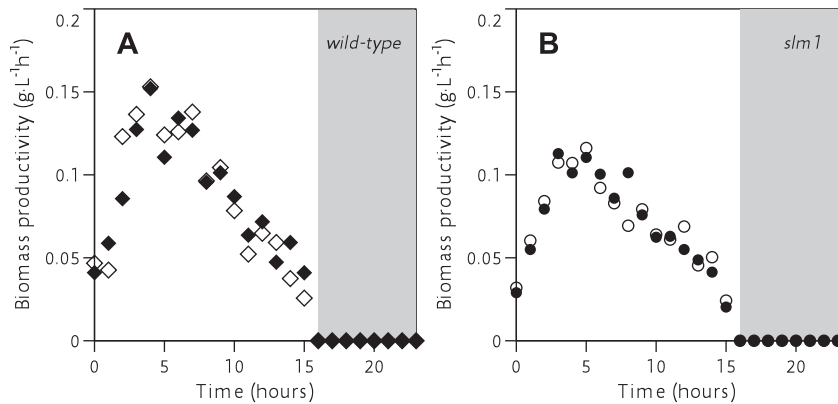 0.2
A
wild-type
0.15
0.1
0.05
0
Biomass productivity (g·L⁻¹h⁻¹)
0 5 10 15 20
Time (hours)
0.2
B
slm1
0.15
0.1
0.05
0
Biomass productivity (g·L⁻¹h⁻¹)
0 5 10 15 20
Time (hours)